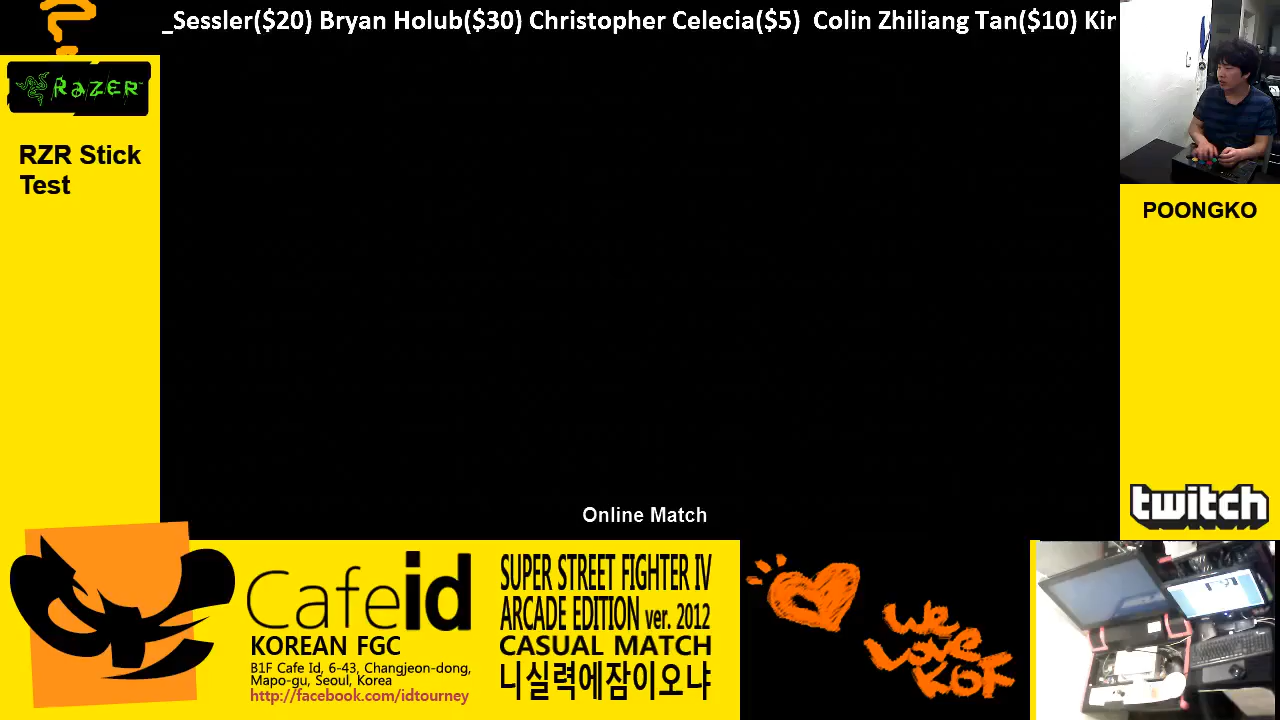 _Sessler($20) Bryan Holub($30) Christopher Celecia($5)  Colin Zhiliang Tan($10) Kir
RAZER
RZR Stick
Test
POONGKO
Online Match
twitch
Cafeid
KOREAN FGC
B1F Cafe Id, 6-43, Changjeon-dong,
Mapo-gu, Seoul, Korea
http://facebook.com/idtourney
SUPER STREET FIGHTER IV
ARCADE EDITION ver. 2012
CASUAL MATCH
니실력에잠이오냐
wee
Love
KOF